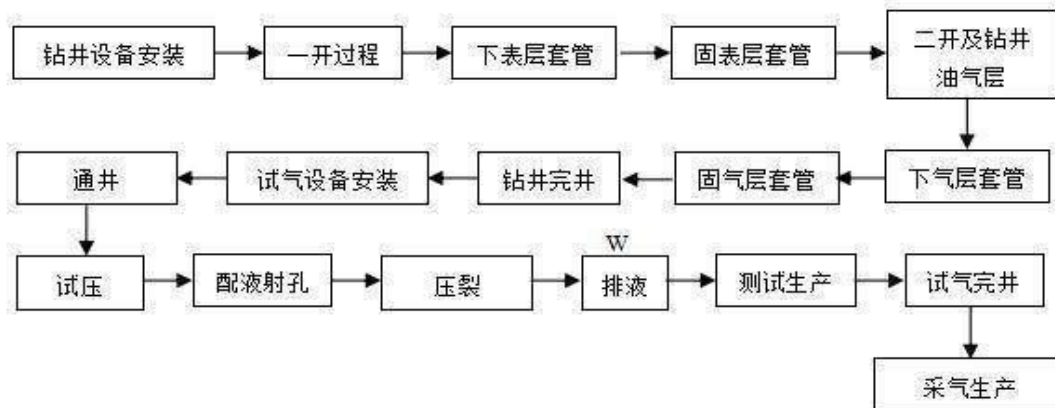 钻井设备安装
一开过程
下表层套管
固表层套管
二开及钻井
油气层
下气层套管
固气层套管
钻井完井
试气设备安装
通井
试压
配液射孔
压裂
W
排液
测试生产
试气完井
采气生产